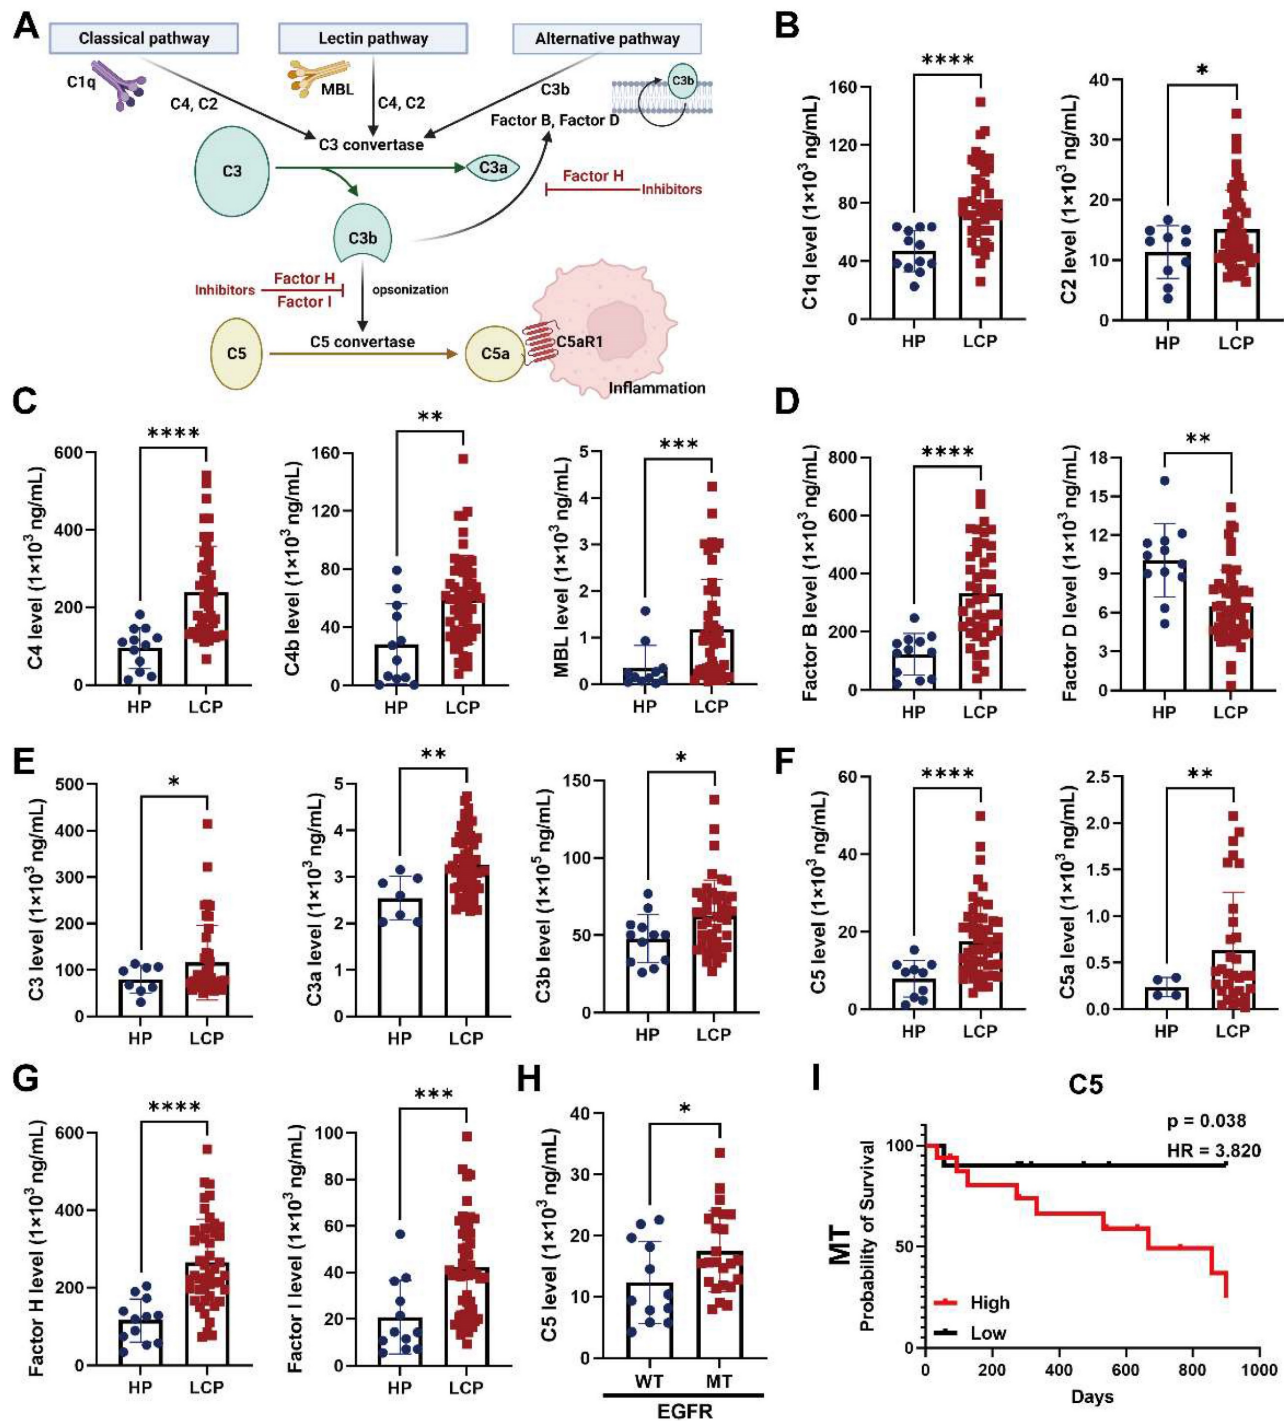 A
Classical pathway
Lectin pathway
Alternative pathway
C1q
C4, C2
MBL
C4, C2
C3b
C3b
Factor B, Factor D
C3 convertase
C3
C3a
Factor H
Inhibitors
C3b
Inhibitors
Factor H
Factor I
opsonization
C5
C5 convertase
C5a
C5aR1
Inflammation
B
****
C1q level (1×10³ ng/mL)
160
120
80
40
0
HP LCP
*
C2 level (1×10³ ng/mL)
40
30
20
10
0
HP LCP
C
****
C4 level (1×10³ ng/mL)
600
400
200
0
HP LCP
**
C4b level (1×10³ ng/mL)
160
120
80
40
0
HP LCP
***
MBL level (1×10³ ng/mL)
5
4
3
2
1
0
HP LCP
D
****
Factor B level (1×10³ ng/mL)
800
600
400
200
0
HP LCP
**
Factor D level (1×10³ ng/mL)
18
15
12
9
6
3
0
HP LCP
E
*
C3 level (1×10³ ng/mL)
500
400
300
200
100
0
HP LCP
**
C3a level (1×10³ ng/mL)
5
4
3
2
1
0
HP LCP
*
C3b level (1×10⁵ ng/mL)
150
100
50
0
HP LCP
F
****
C5 level (1×10³ ng/mL)
60
40
20
0
HP LCP
**
C5a level (1×10³ ng/mL)
2.5
2.0
1.5
1.0
0.5
0.0
HP LCP
G
****
Factor H level (1×10³ ng/mL)
600
400
200
0
HP LCP
***
Factor I level (1×10³ ng/mL)
100
80
60
40
20
0
HP LCP
H
*
C5 level (1×10³ ng/mL)
40
30
20
10
0
WT MT
EGFR
I
C5
p = 0.038
HR = 3.820
MT
Probability of Survival
100
50
0
High
Low
0 200 400 600 800 1000
Days